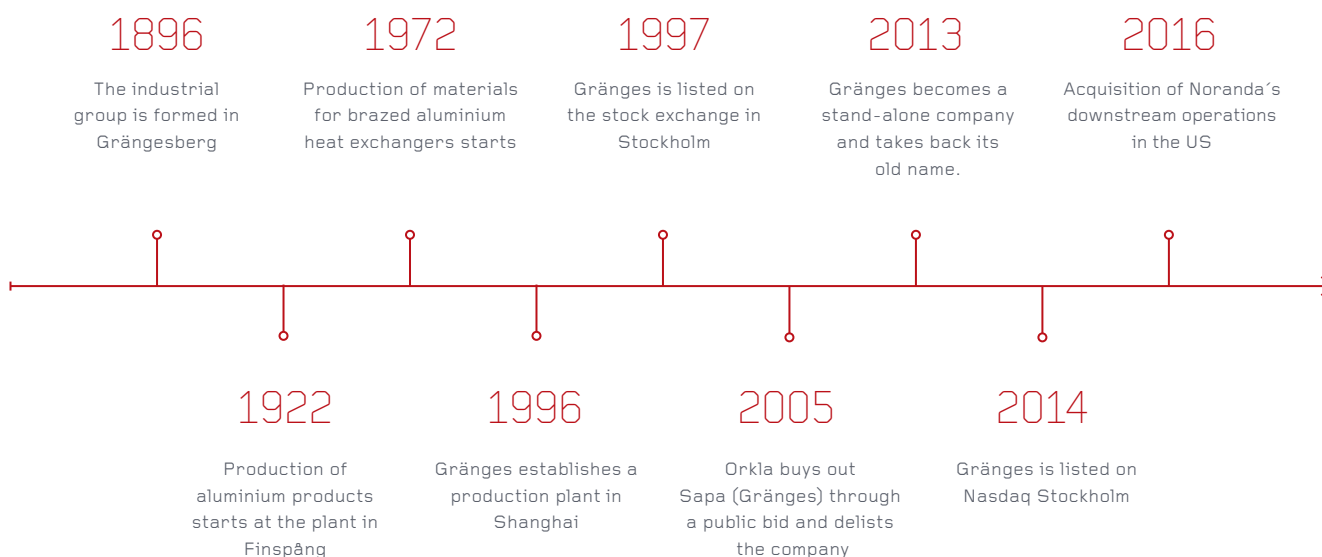 1896
The industrial
group is formed in
Grängesberg
1972
Production of materials
for brazed aluminium
heat exchangers starts
1997
Gränges is listed on
the stock exchange in
Stockholm
2013
Gränges becomes a
stand-alone company
and takes back its
old name.
2016
Acquisition of Noranda´s
downstream operations
in the US
1922
Production of
aluminium products
starts at the plant in
Finspång
1996
Gränges establishes a
production plant in
Shanghai
2005
Orkla buys out
Sapa (Gränges) through
a public bid and delists
the company
2014
Gränges is listed on
Nasdaq Stockholm